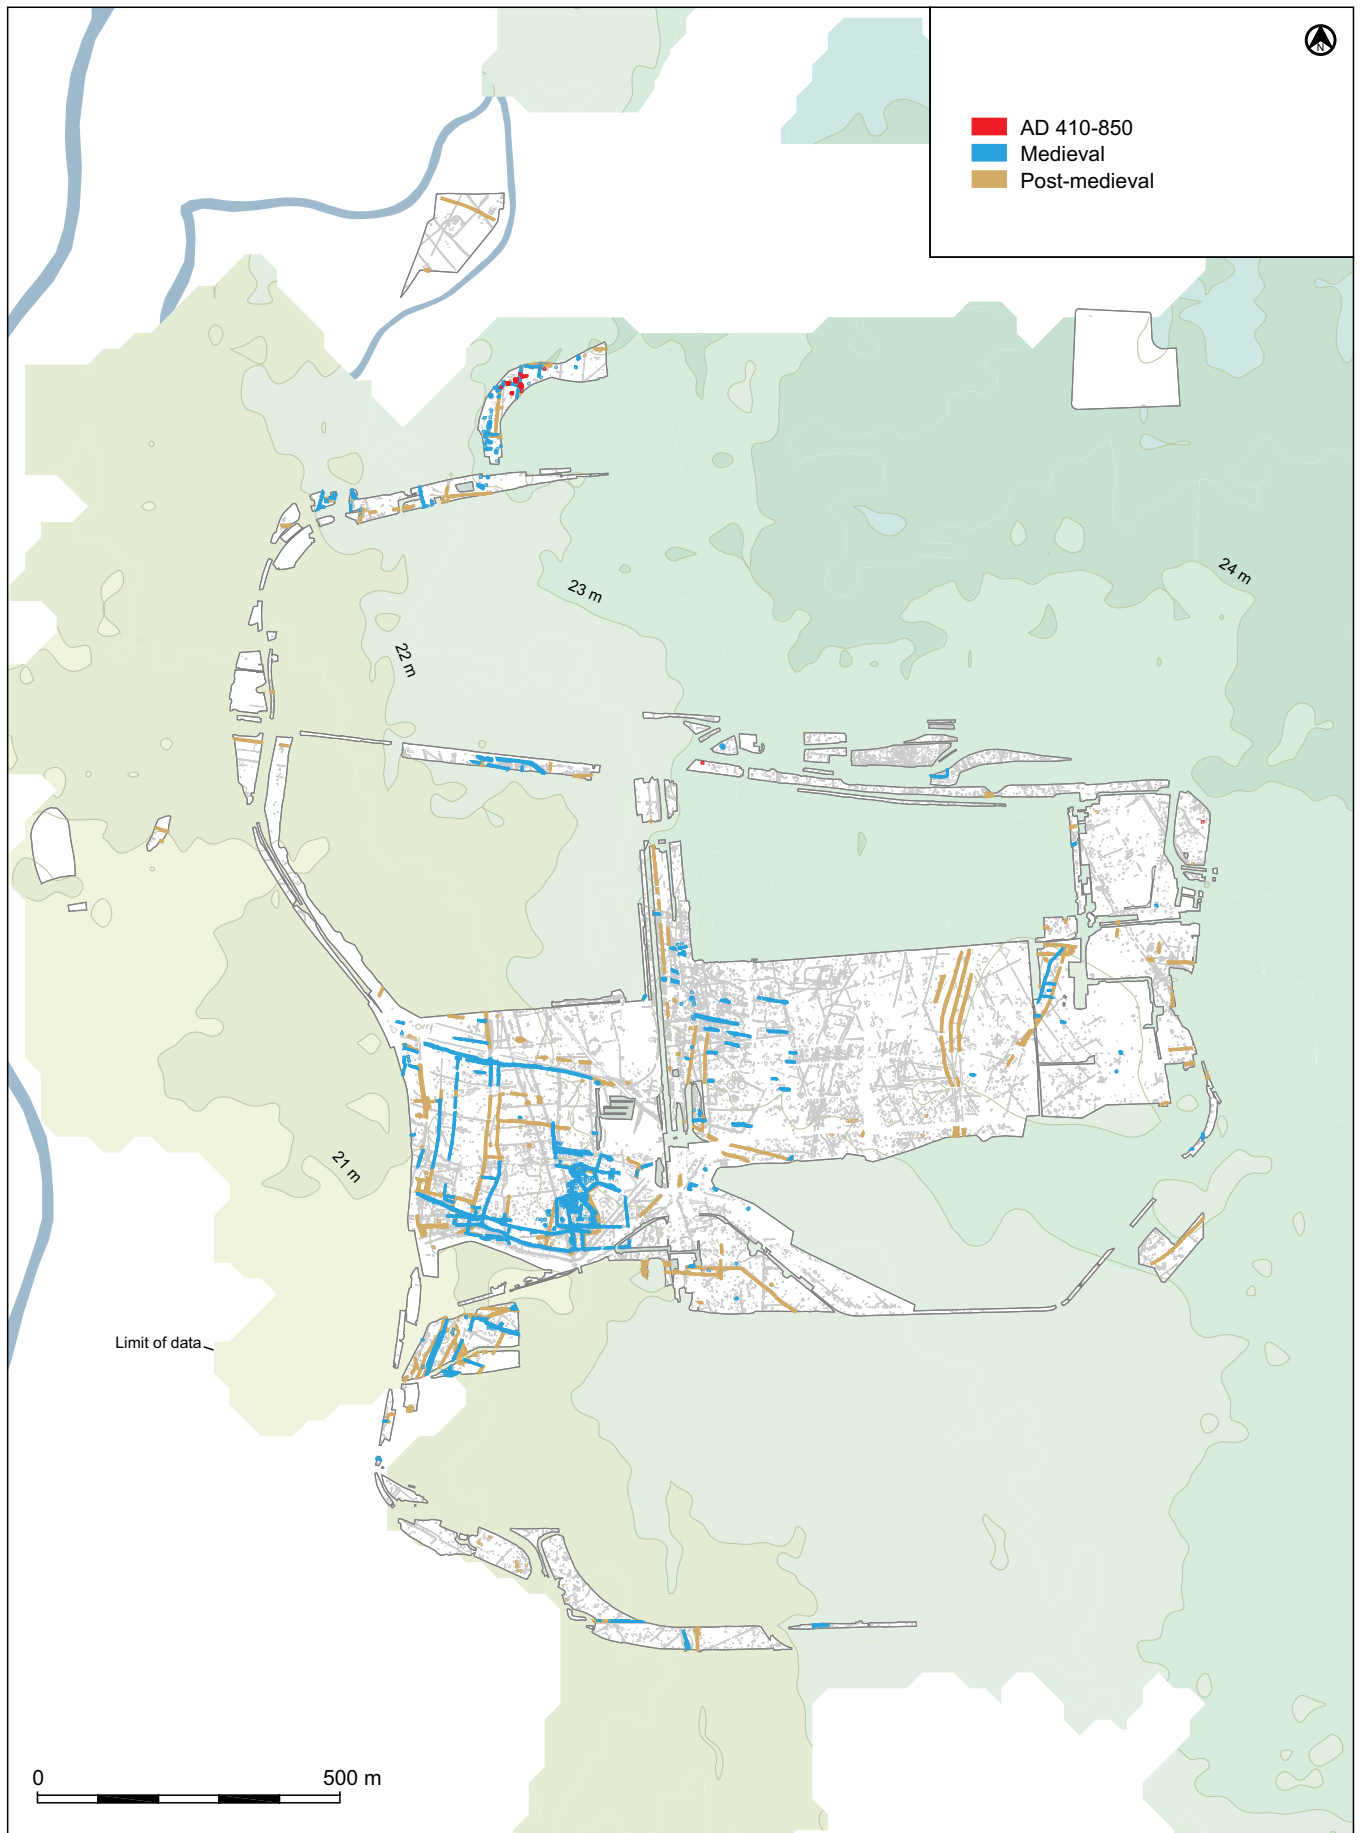 N
AD 410-850
Medieval
Post-medieval
24 m
23 m
22 m
21 m
Limit of data
0 500 m